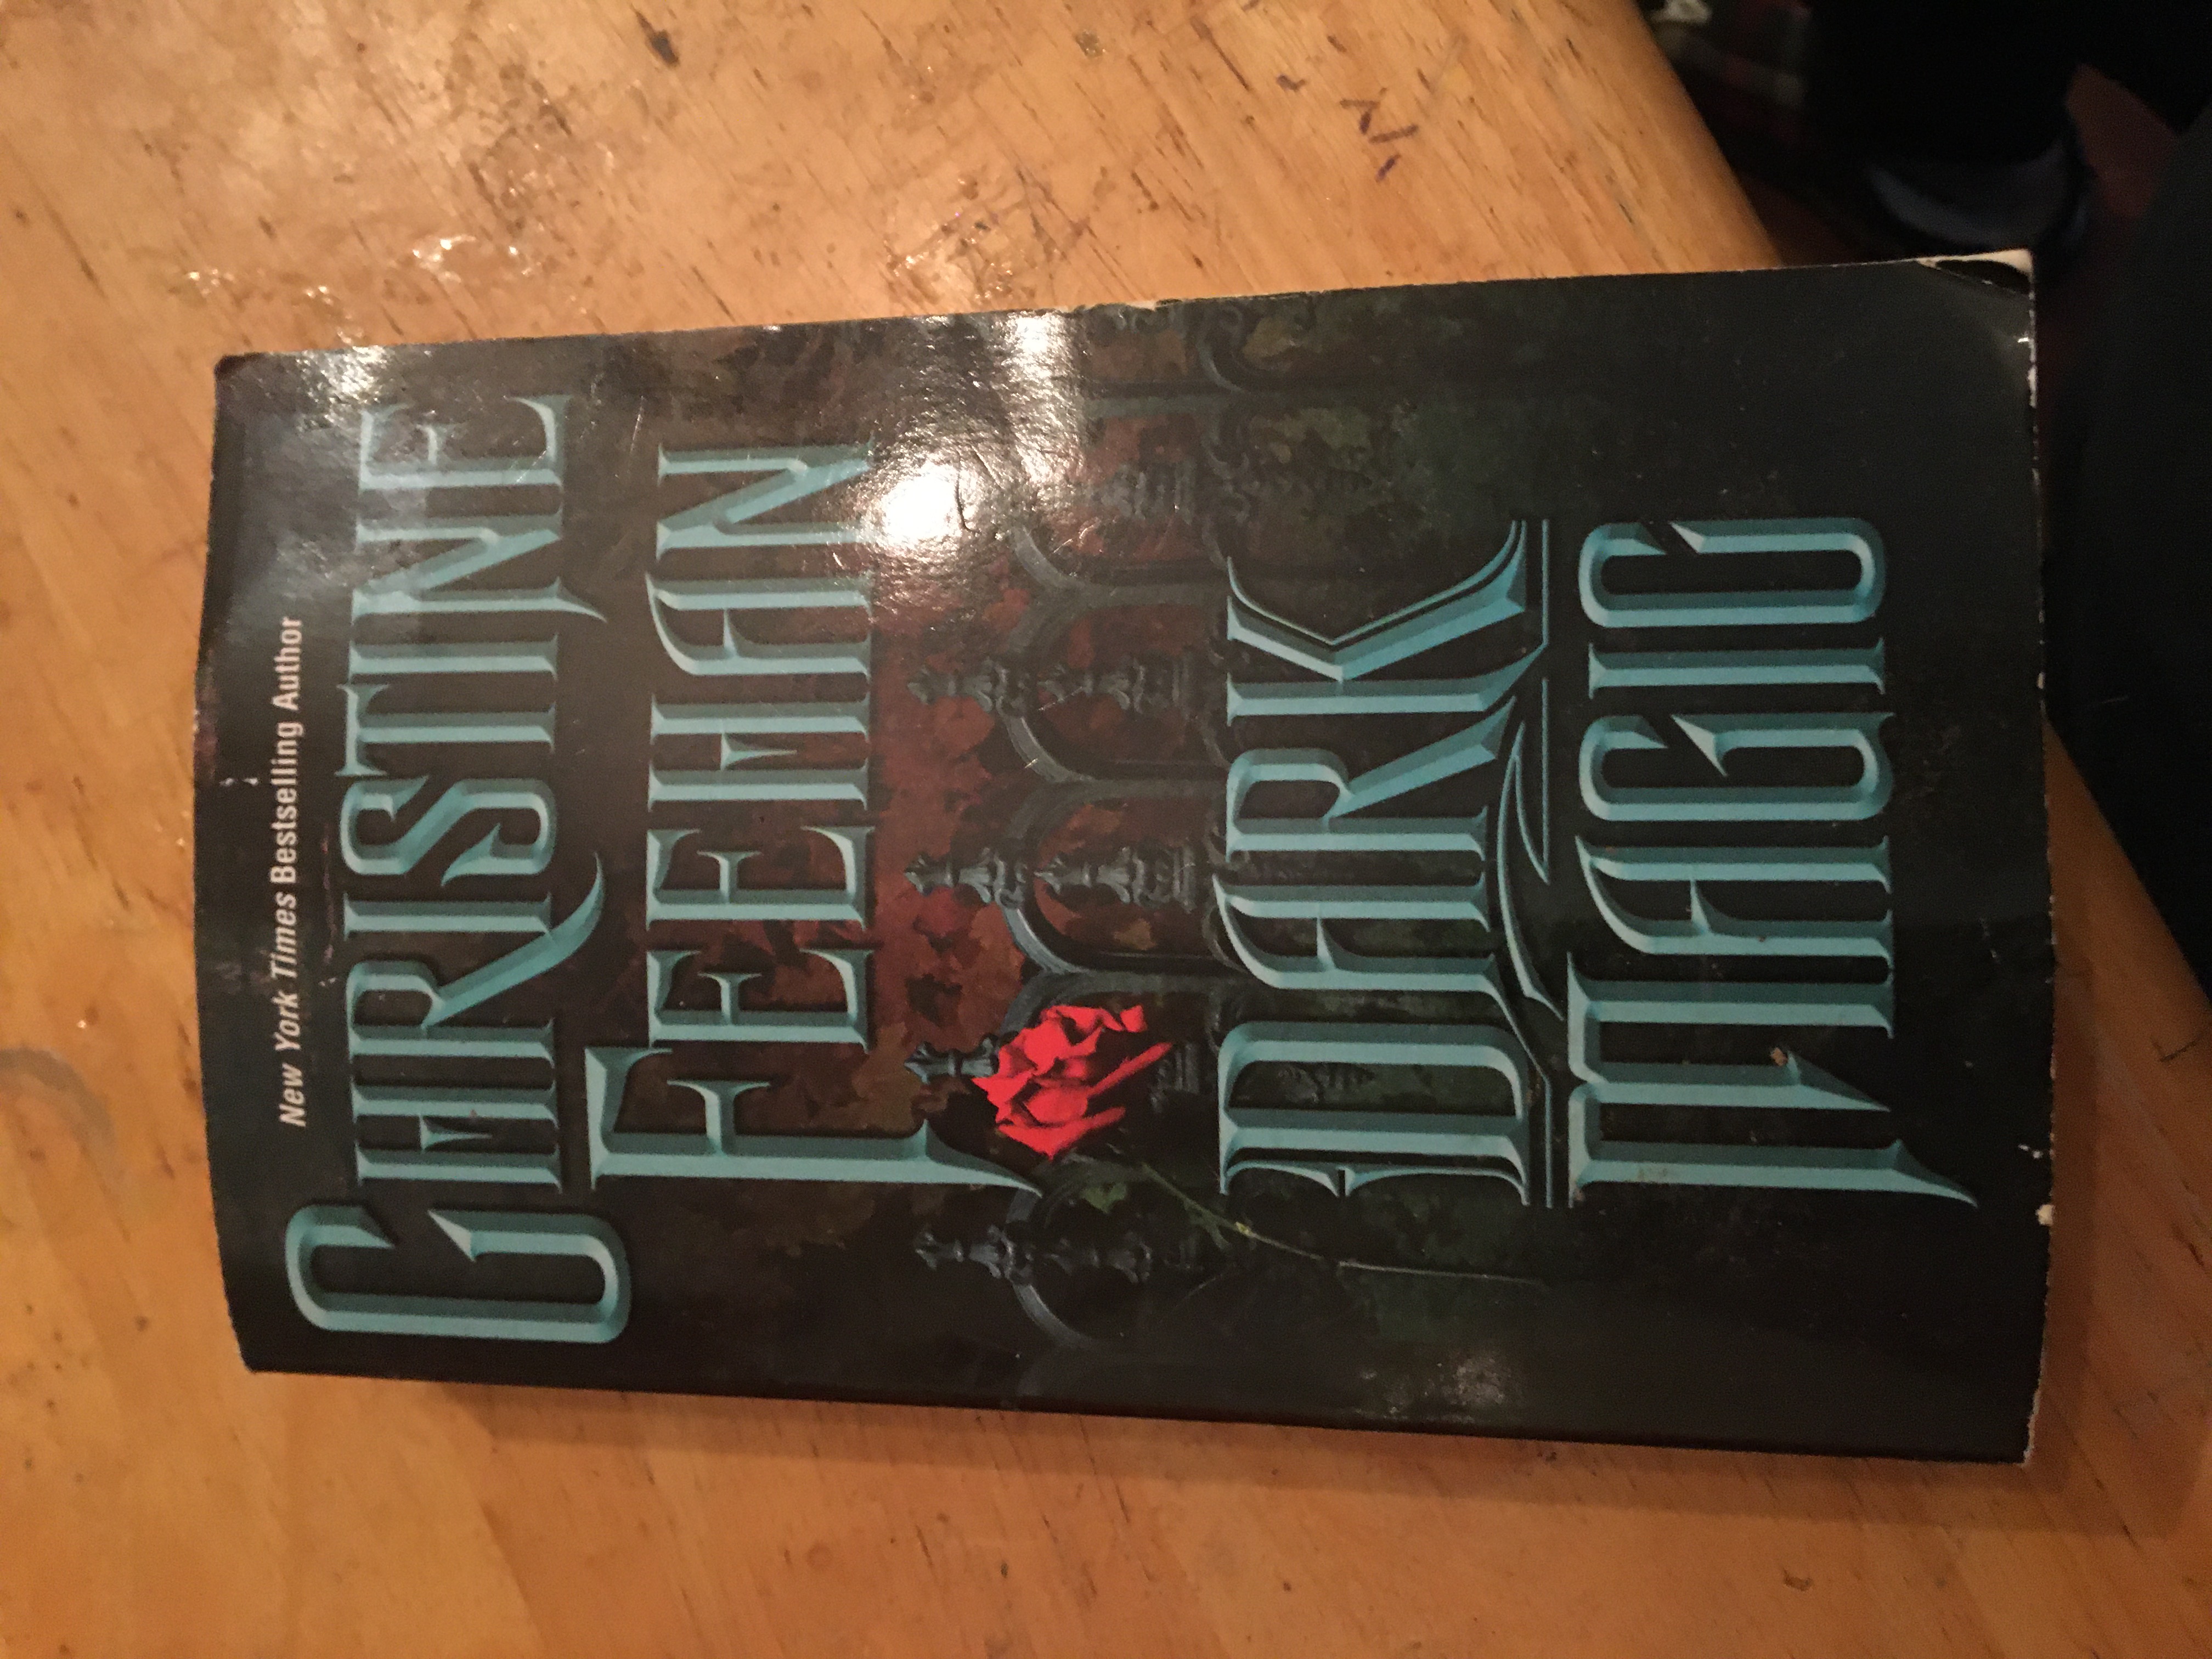 New York Times Bestselling Author
CHRISTINE
FEEHAN
DARK
MAGIC